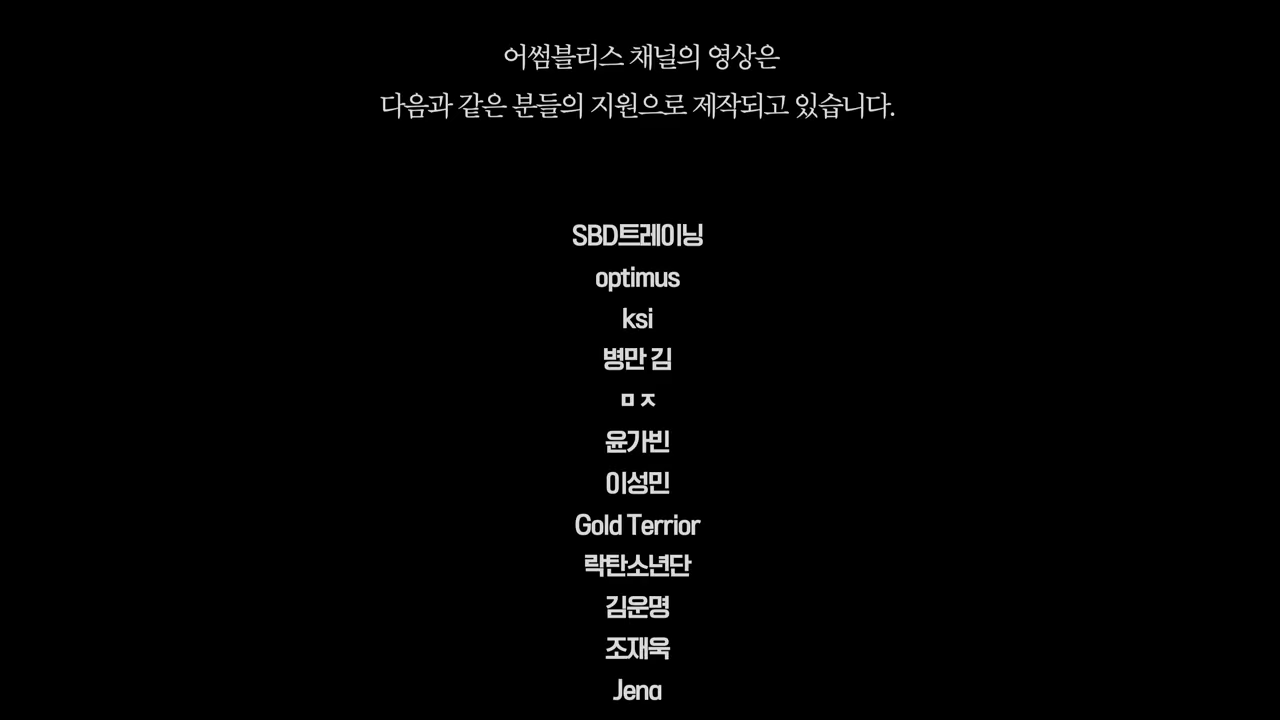 어썸블리스 채널의 영상은
다음과 같은 분들의 지원으로 제작되고 있습니다.
SBD트레이닝
optimus
ksi
병만 김
ㅁㅈ
윤가빈
이성민
Gold Terrior
락탄소년단
김운명
조재욱
Jena